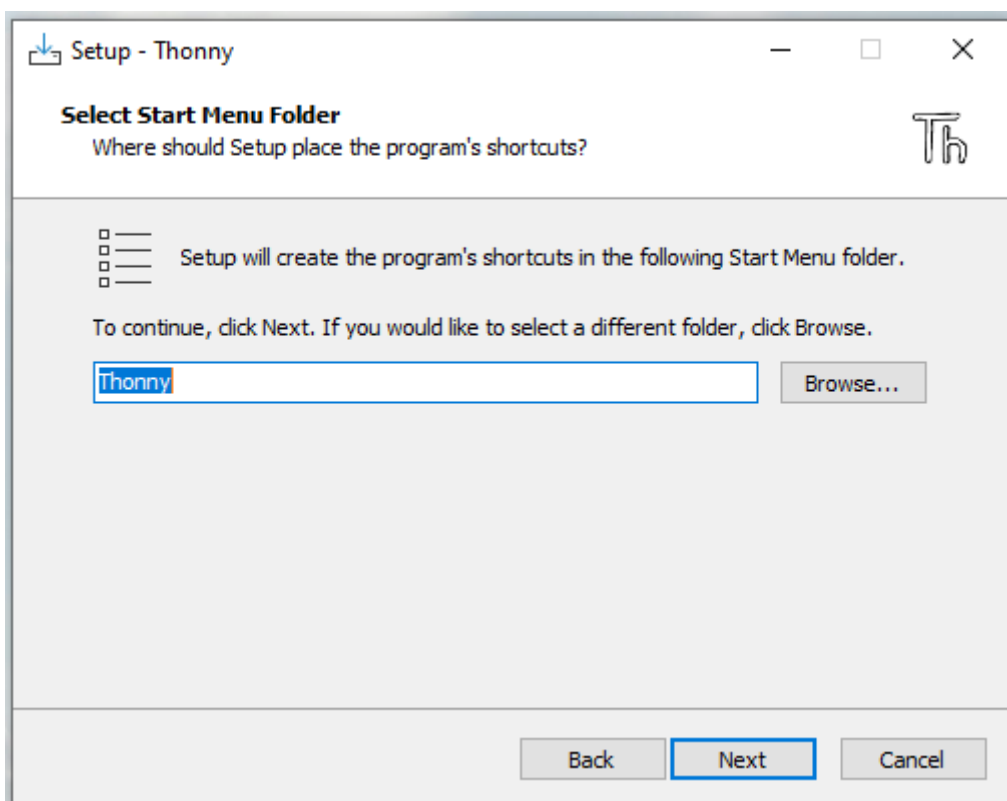 Setup - Thonny
Select Start Menu Folder
Where should Setup place the program's shortcuts?
Th
Setup will create the program's shortcuts in the following Start Menu folder.
To continue, click Next. If you would like to select a different folder, click Browse.
Thonny
Browse...
Back
Next
Cancel